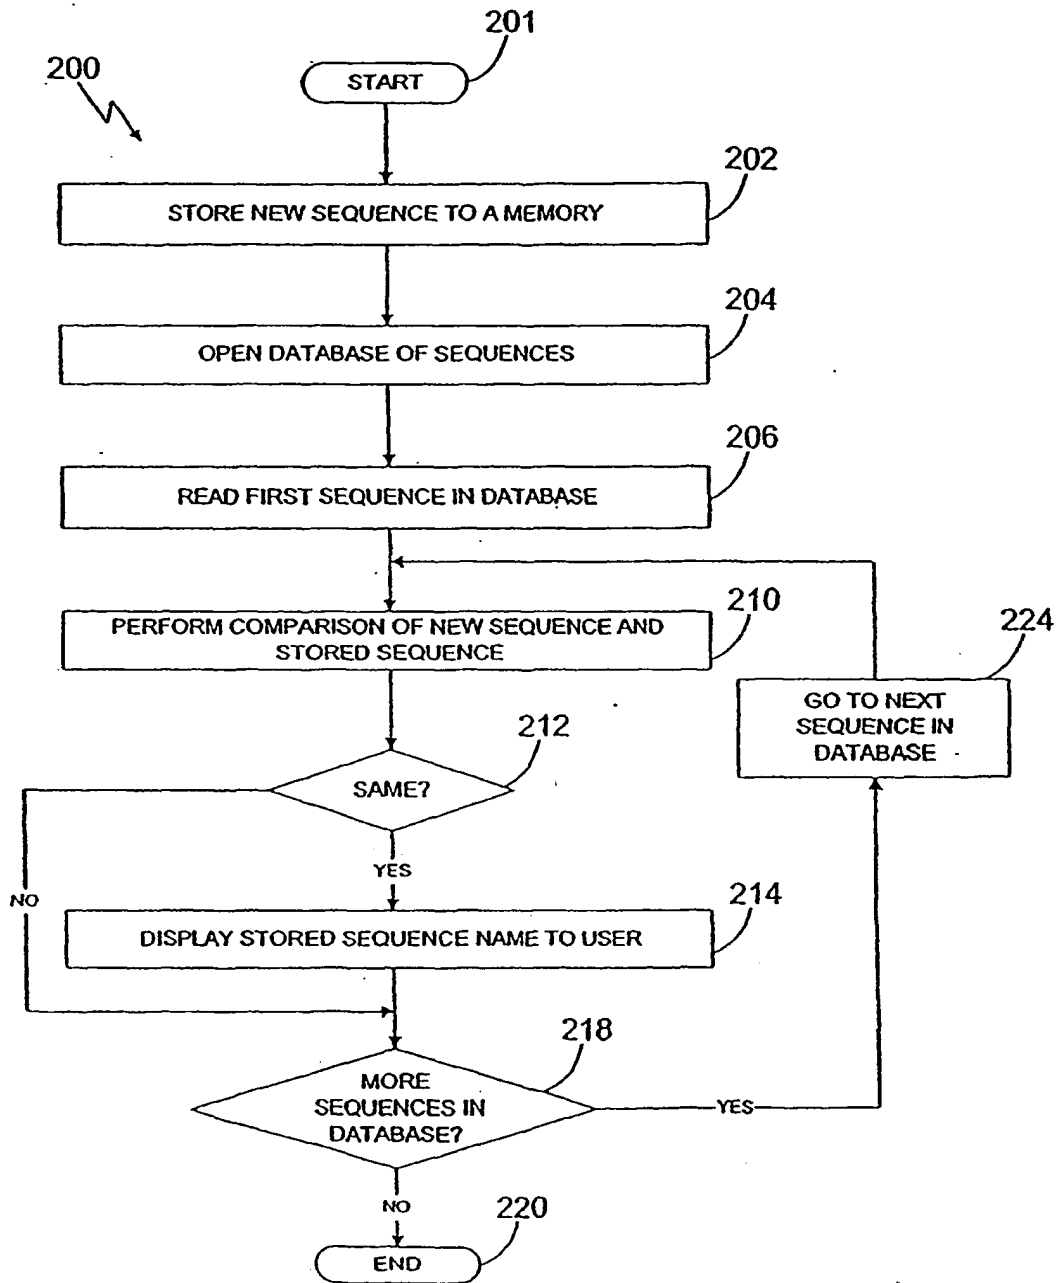 201
200
START
202
STORE NEW SEQUENCE TO A MEMORY
204
OPEN DATABASE OF SEQUENCES
206
READ FIRST SEQUENCE IN DATABASE
210
PERFORM COMPARISON OF NEW SEQUENCE AND
STORED SEQUENCE
224
GO TO NEXT
SEQUENCE IN
DATABASE
212
SAME?
YES
NO
214
DISPLAY STORED SEQUENCE NAME TO USER
218
MORE
SEQUENCES IN
DATABASE?
YES
NO
220
END